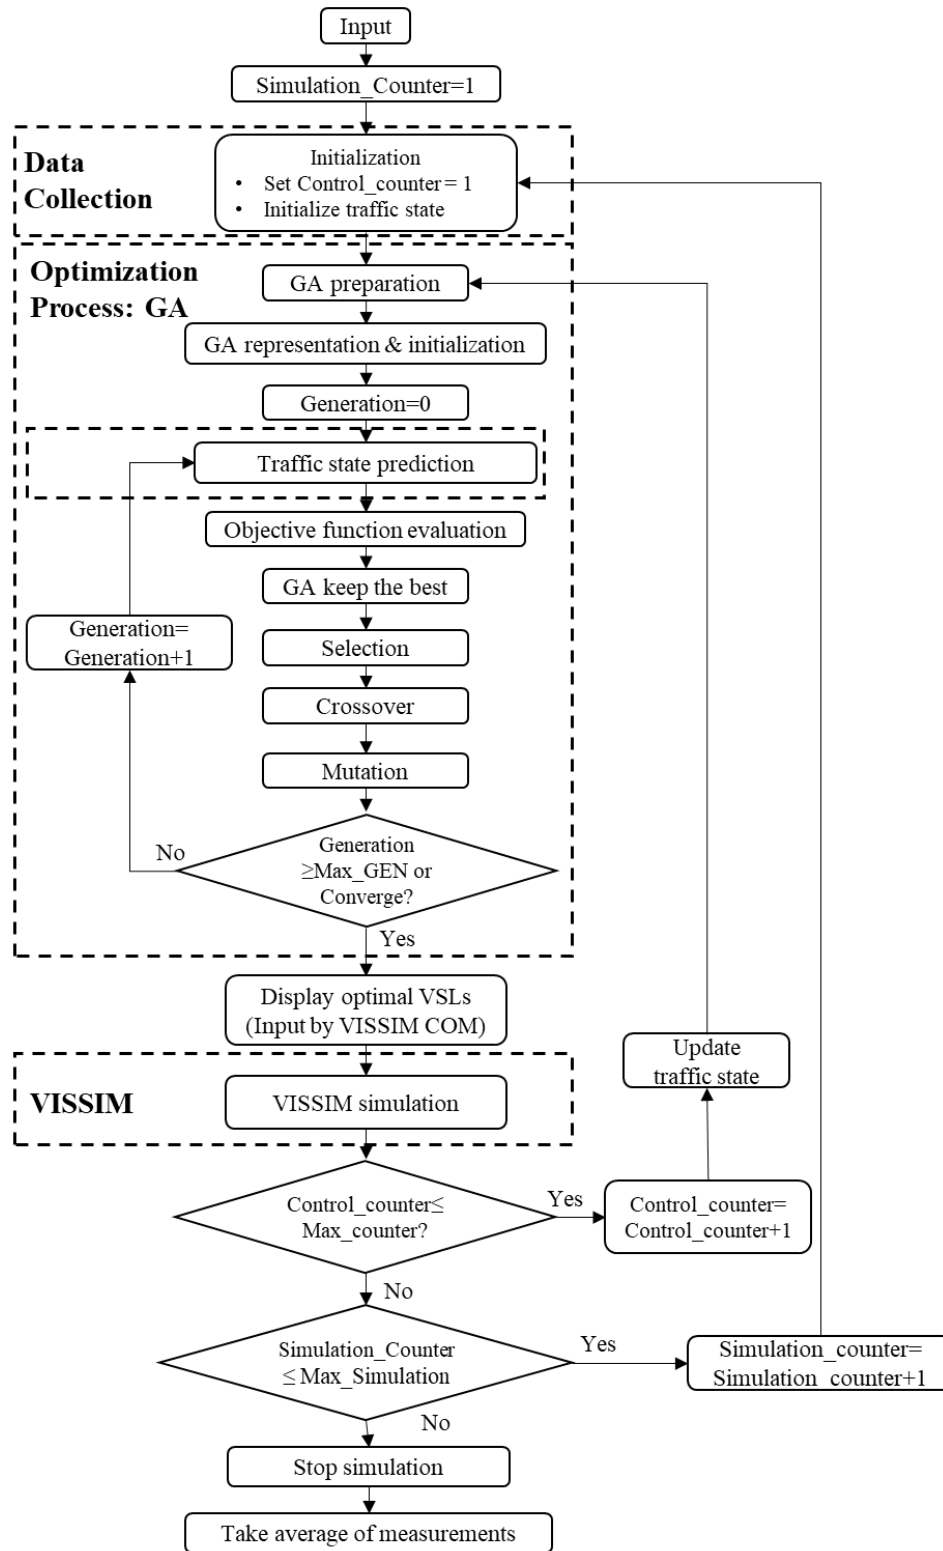 Input
Simulation_Counter=1
Data
Collection
Initialization
• Set Control_counter = 1
• Initialize traffic state
Optimization
Process: GA
GA preparation
GA representation & initialization
Generation=0
Traffic state prediction
Objective function evaluation
GA keep the best
Generation=
Generation+1
Selection
Crossover
Mutation
Generation
≥Max_GEN or
Converge?
No
Yes
Display optimal VSLs
(Input by VISSIM COM)
Update
traffic state
VISSIM
VISSIM simulation
Control_counter≤
Max_counter?
Yes
Control_counter=
Control_counter+1
No
Simulation_Counter
≤ Max_Simulation
Yes
Simulation_counter=
Simulation_counter+1
No
Stop simulation
Take average of measurements